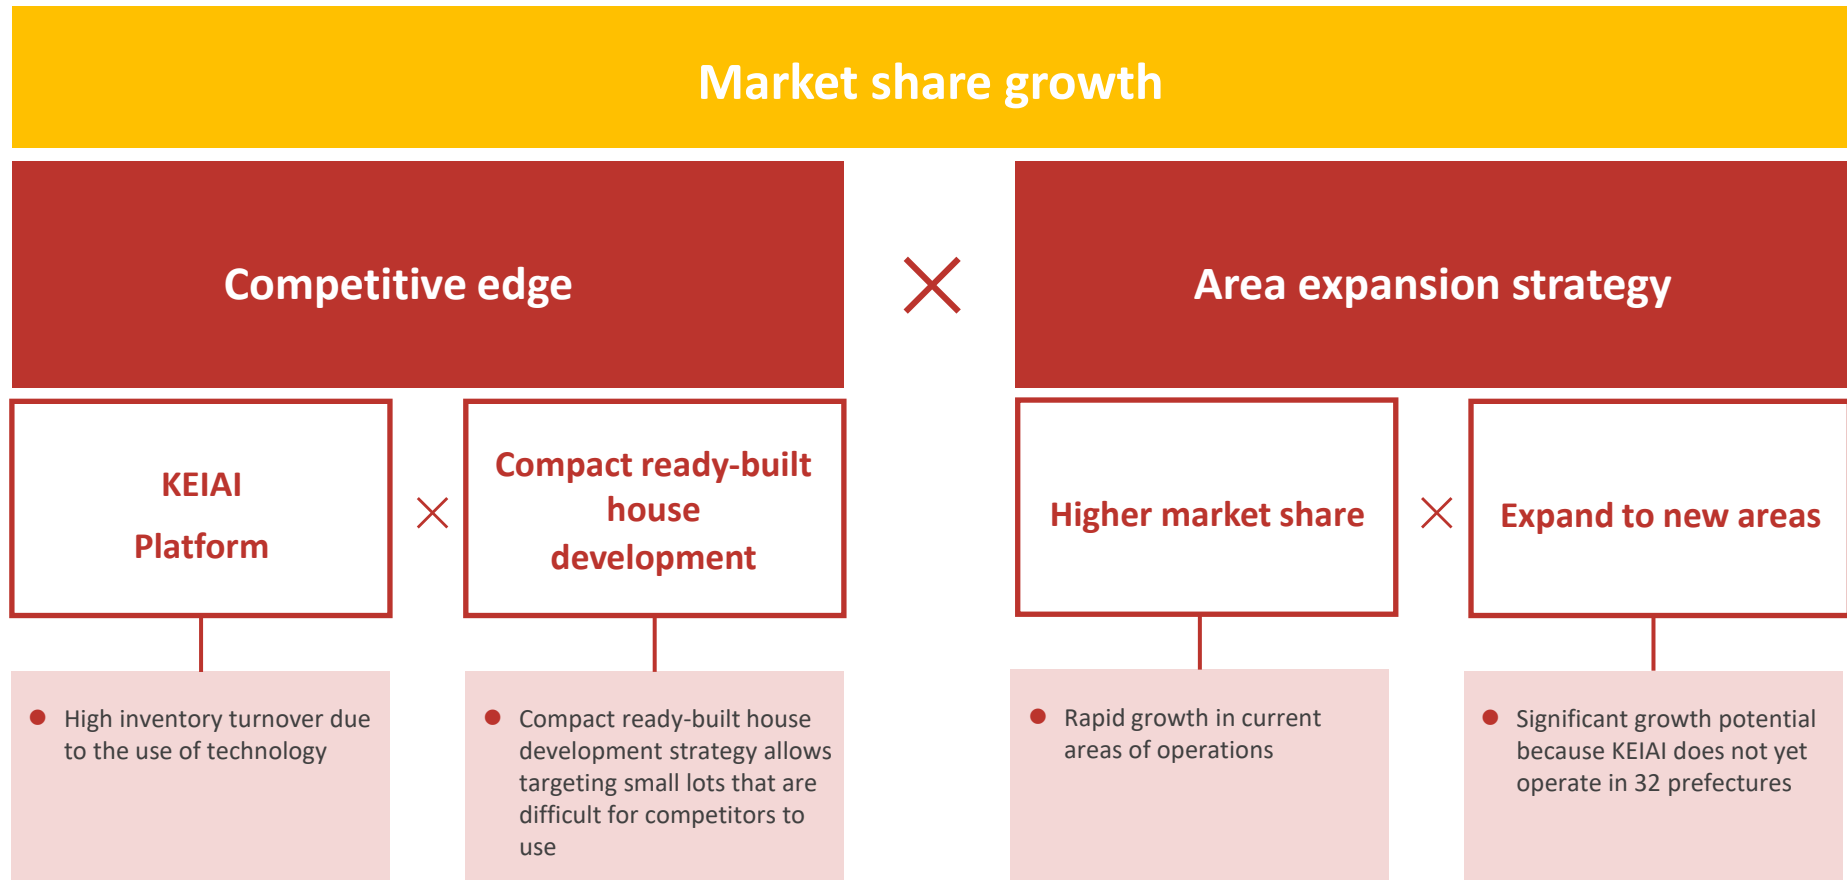 Market share growth
Competitive edge
Area expansion strategy
KEIAI
Platform
Compact ready-built
house
development
Higher market share
Expand to new areas
High inventory turnover due
to the use of technology
Compact ready-built house
development strategy allows
targeting small lots that are
difficult for competitors to
use
Rapid growth in current
areas of operations
Significant growth potential
because KEIAI does not yet
operate in 32 prefectures